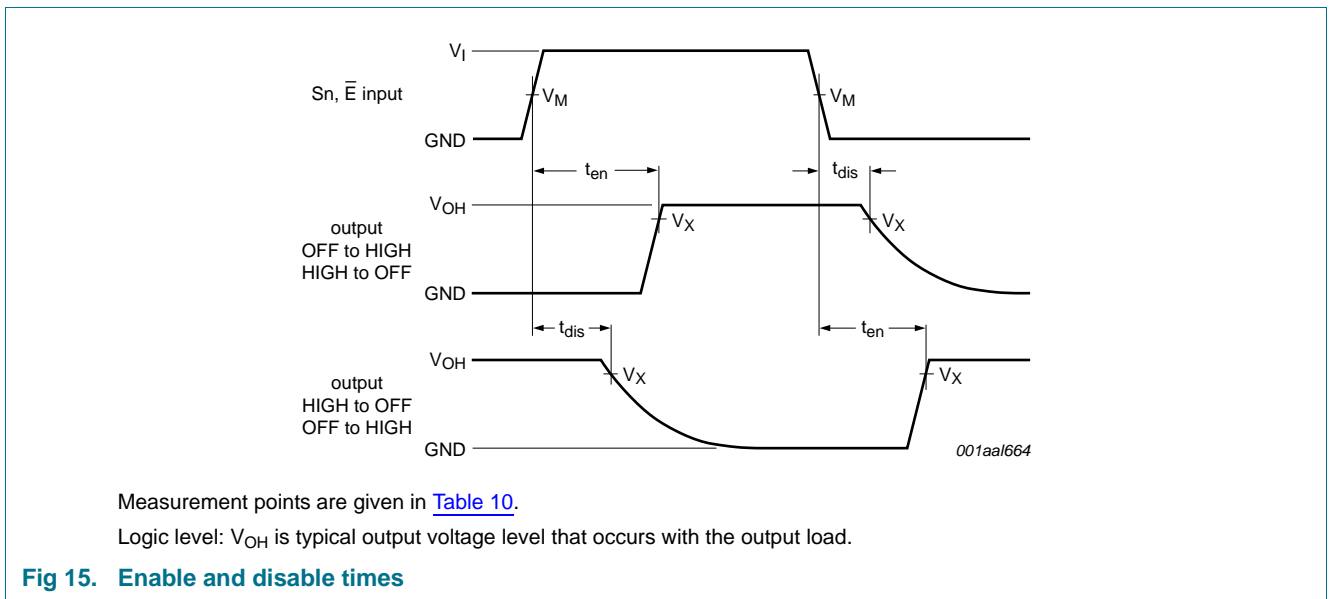 V_I
Sn, E̅ input
V_M
V_M
GND
t_en
t_dis
V_OH
output
OFF to HIGH
HIGH to OFF
V_X
V_X
GND
t_dis
t_en
V_OH
output
HIGH to OFF
OFF to HIGH
V_X
V_X
GND
001aal664
Measurement points are given in Table 10.
Logic level: V_OH is typical output voltage level that occurs with the output load.
Fig 15. Enable and disable times